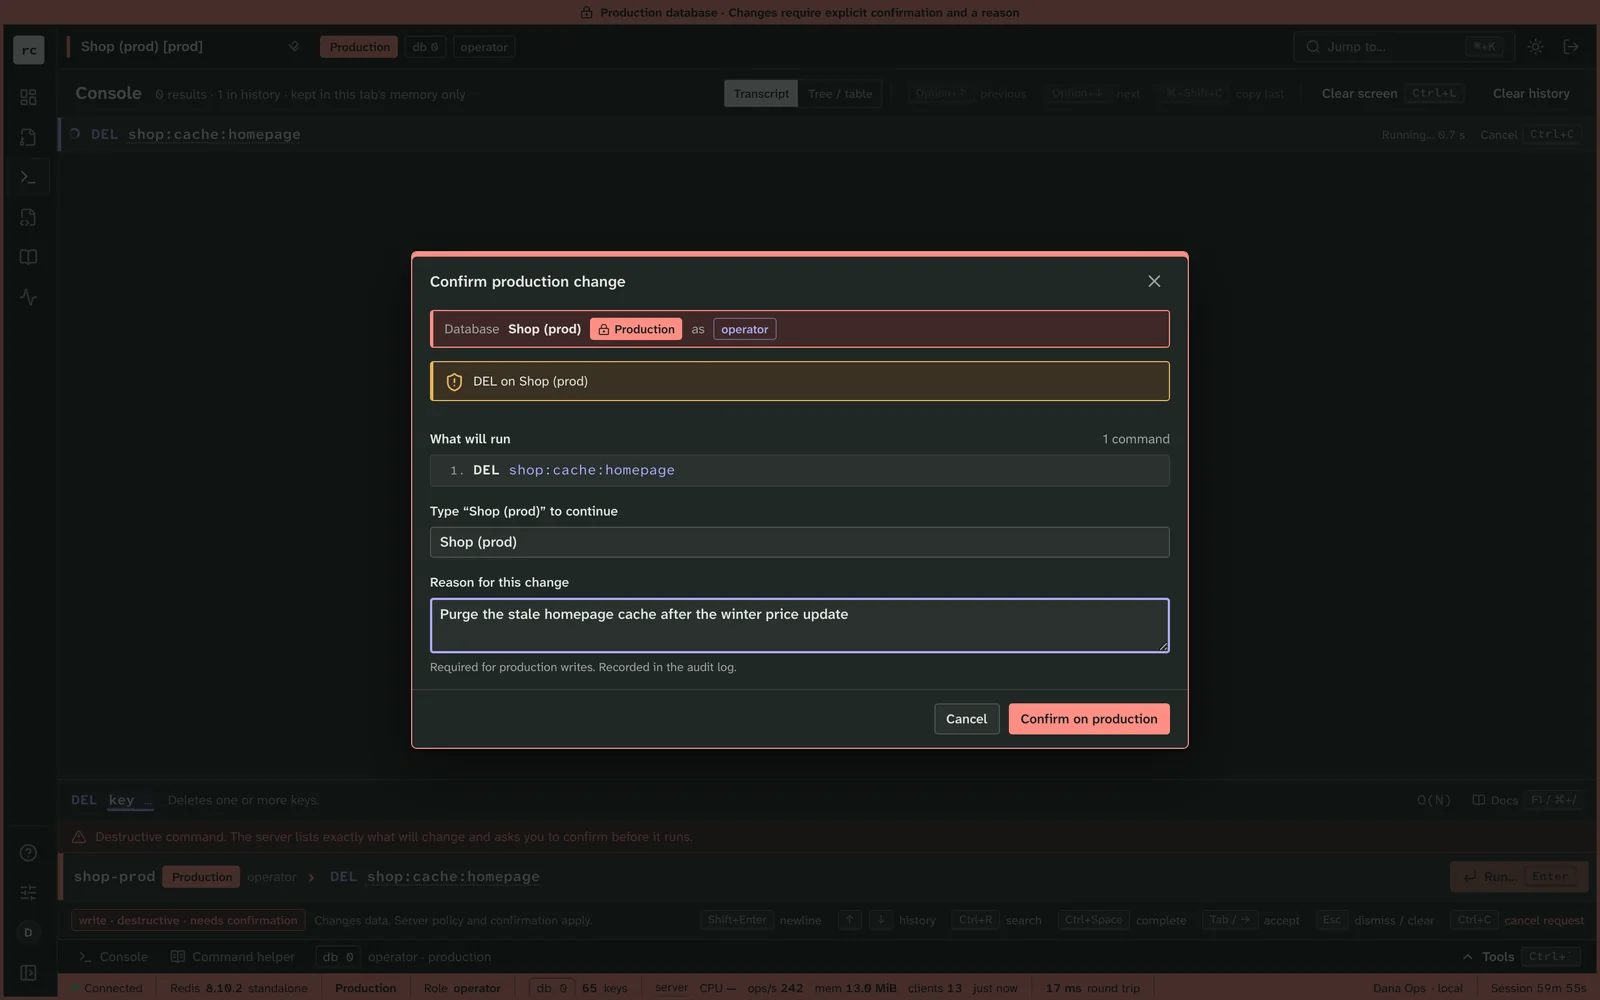 Production database · Changes require explicit confirmation and a reason
rc
Shop (prod) [prod]
Production
db 0
operator
Jump to...
⌘+K
Console
0 results · 1 in history · kept in this tab's memory only
Transcript
Tree / table
Option+↑ previous
Option+↓ next
⌘+Shift+C copy last
Clear screen Ctrl+L
Clear history
DEL shop:cache:homepage
Running... 0.7 s
Cancel Ctrl+C
Confirm production change
Database Shop (prod) Production as operator
DEL on Shop (prod)
What will run
1 command
1. DEL shop:cache:homepage
Type “Shop (prod)” to continue
Shop (prod)
Reason for this change
Purge the stale homepage cache after the winter price update
Required for production writes. Recorded in the audit log.
Cancel
Confirm on production
DEL key … Deletes one or more keys.
O(N)
Docs F1 / ⌘+/
Destructive command. The server lists exactly what will change and asks you to confirm before it runs.
shop-prod Production operator › DEL shop:cache:homepage
Run... Enter
write · destructive · needs confirmation
Changes data. Server policy and confirmation apply.
Shift+Enter newline
↑ ↓ history
Ctrl+R search
Ctrl+Space complete
Tab / → accept
Esc dismiss / clear
Ctrl+C cancel request
D
Console
Command helper
db 0
operator · production
Tools Ctrl+`
Connected
Redis 8.10.2 standalone
Production
Role operator
db 0 65 keys
server CPU — ops/s 242 mem 13.0 MiB clients 13 just now
17 ms round trip
Dana Ops · local
Session 59m 55s